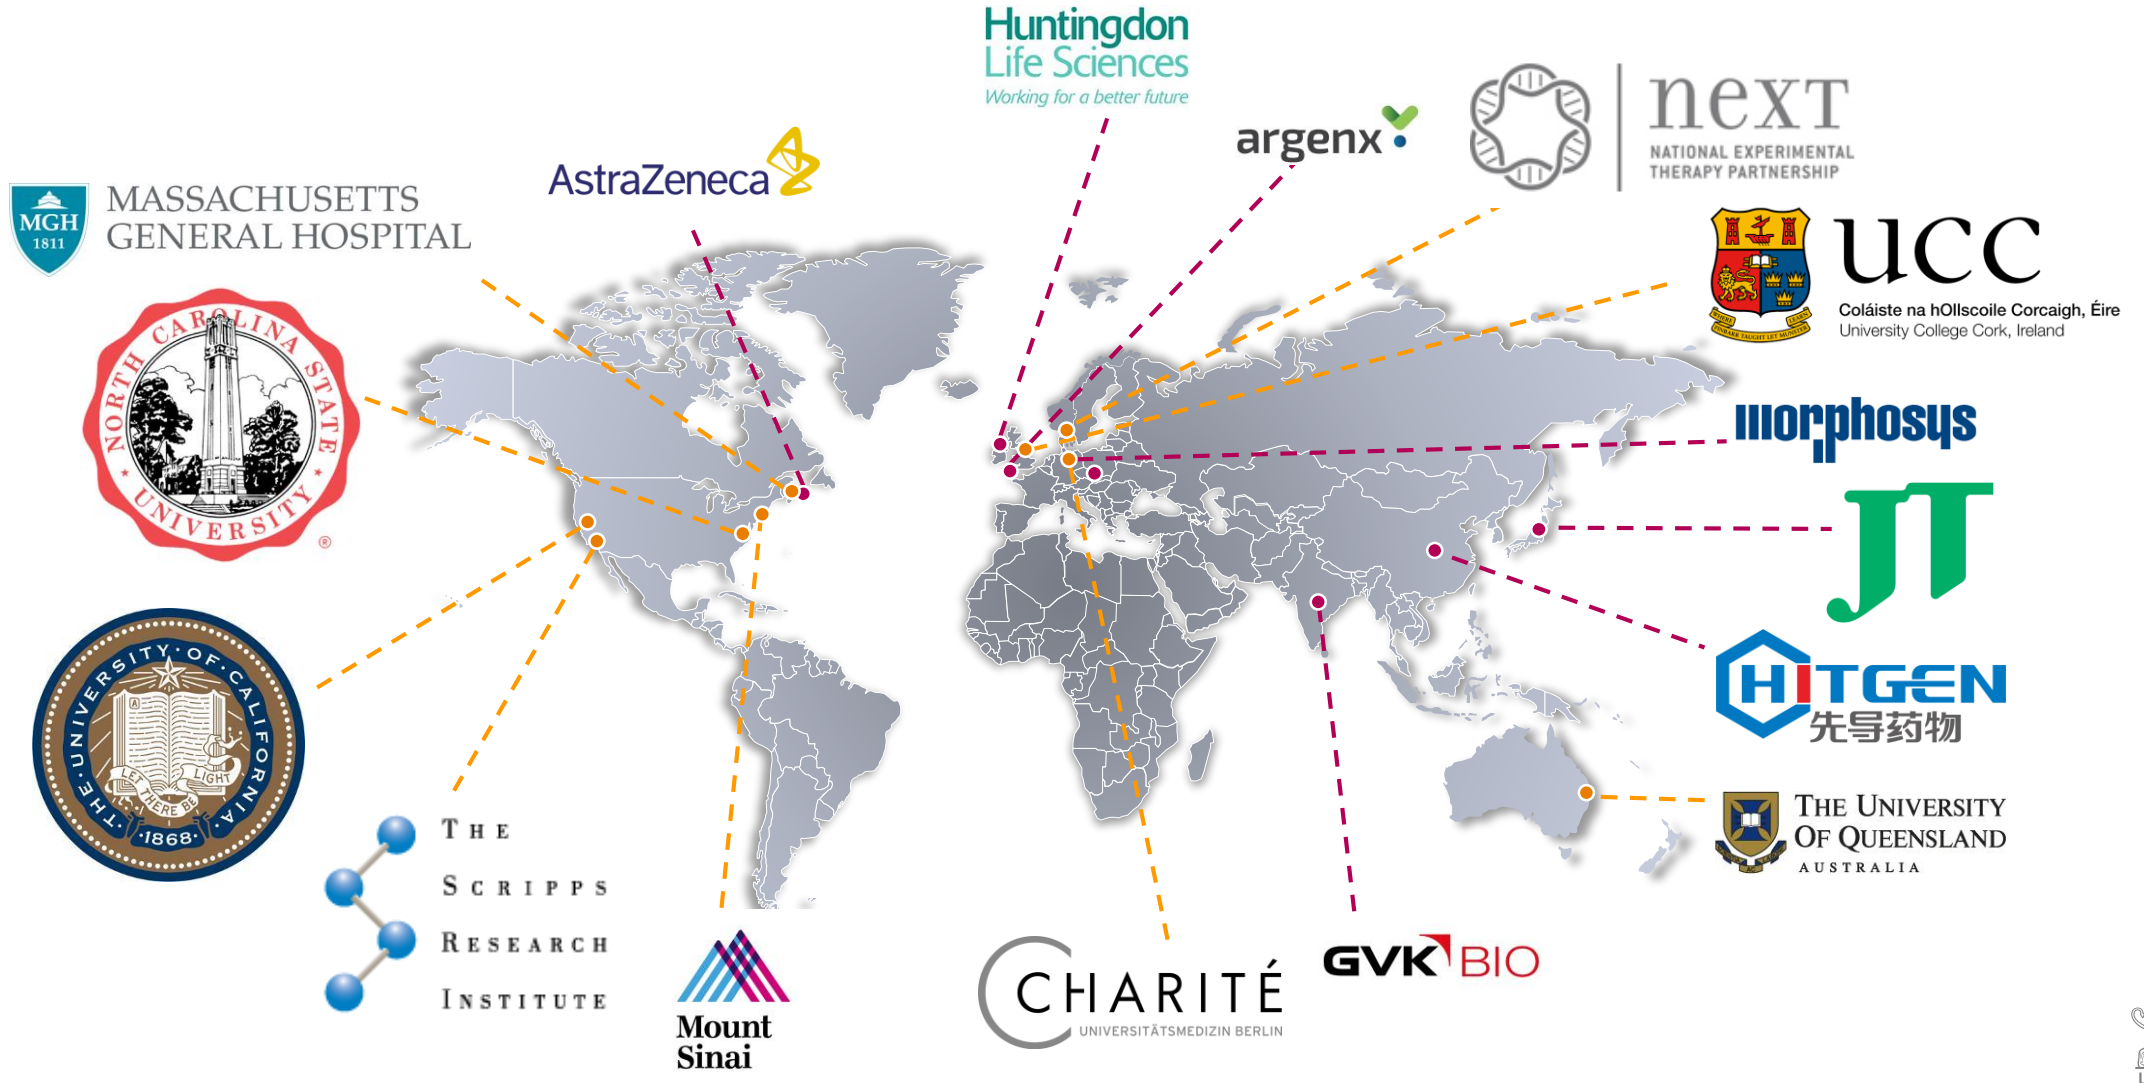 Huntingdon
Life Sciences
Working for a better future
argenx
next
NATIONAL EXPERIMENTAL
THERAPY PARTNERSHIP
AstraZeneca
MGH
1811
MASSACHUSETTS
GENERAL HOSPITAL
UCC
Coláiste na hOllscoile Corcaigh, Éire
University College Cork, Ireland
NORTH CAROLINA STATE
UNIVERSITY
®
morphosys
JT
HITGEN
先导药物
THE UNIVERSITY OF CALIFORNIA
A
LET THERE BE LIGHT
1868
THE UNIVERSITY
OF QUEENSLAND
AUSTRALIA
THE
SCRIPPS
RESEARCH
INSTITUTE
Mount
Sinai
CHARITÉ
UNIVERSITÄTSMEDIZIN BERLIN
GVK BIO